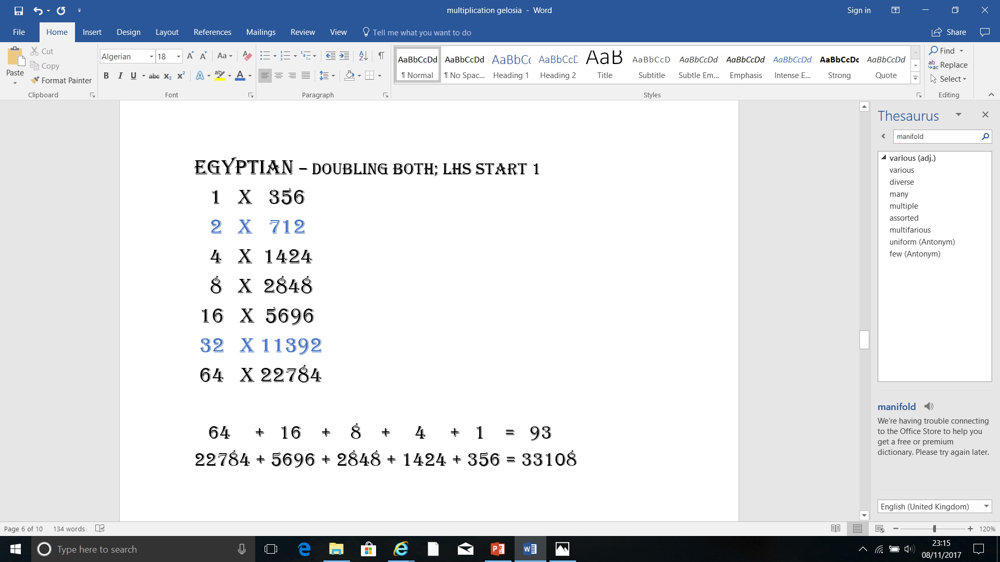 multiplication gelosia - Word
Sign in
File Home Insert Design Layout References Mailings Review View Tell me what you want to do
Share
Paste
Cut
Copy
Format Painter
Clipboard
Algerian 18
Font
Paragraph
AaBbCcDd AaBbCcDd AaBbCc AaBbCcC AaB AaBbCcD AaBbCcDd AaBbCcDd AaBbCcDd AaBbCcDc AaBbCcDd
¶ Normal ¶ No Spac... Heading 1 Heading 2 Title Subtitle Subtle Em... Emphasis Intense E... Strong Quote
Styles
Find
Replace
Select
Editing
EGYPTIAN – DOUBLING BOTH; LHS START 1
1 X 356
2 X 712
4 X 1424
8 X 2848
16 X 5696
32 X 11392
64 X 22784
64 + 16 + 8 + 4 + 1 = 93
22784 + 5696 + 2848 + 1424 + 356 = 33108
Thesaurus
manifold
various (adj.)
various
diverse
many
multiple
assorted
multifarious
uniform (Antonym)
few (Antonym)
manifold
We're having trouble connecting
to the Office Store to help you
get a free or premium
dictionary. Please try again later.
English (United Kingdom)
Page 6 of 10 134 words
120%
Type here to search
23:15
08/11/2017